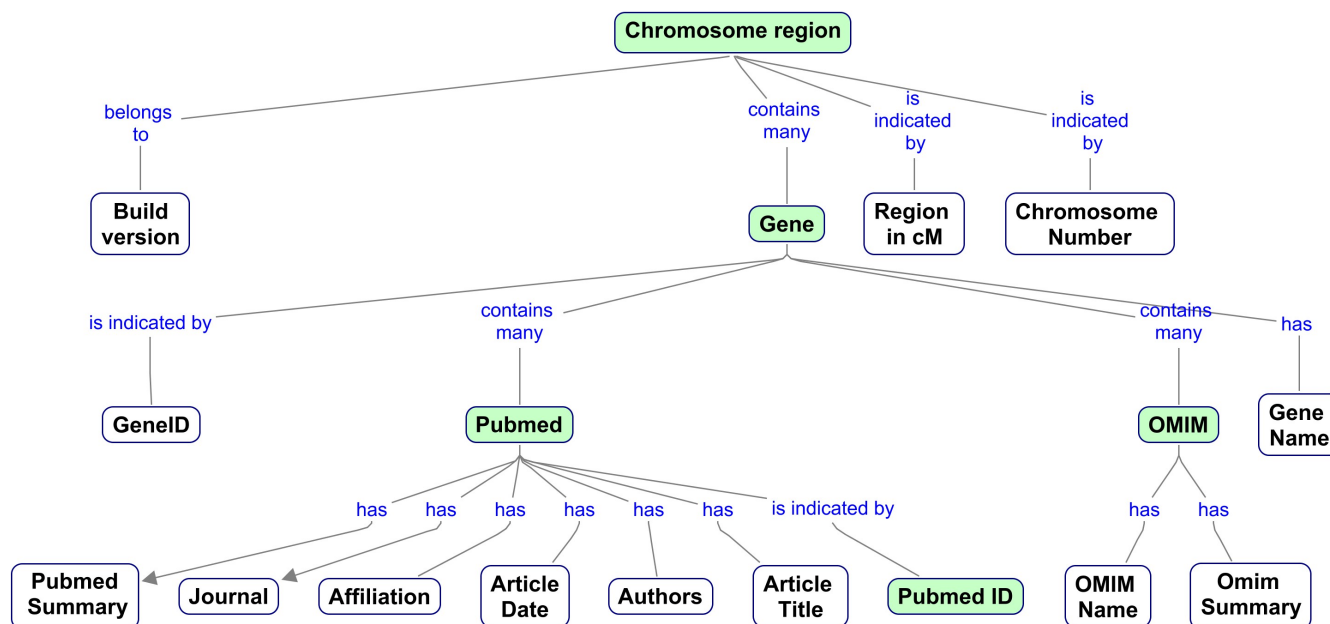 Chromosome region
belongs
to
contains
many
is
indicated
by
is
indicated
by
Build
version
Gene
Region
in cM
Chromosome
Number
is indicated by
contains
many
contains
many
has
GeneID
Pubmed
OMIM
Gene
Name
has
has
has
has
has
has
is indicated by
has
has
Pubmed
Summary
Journal
Affiliation
Article
Date
Authors
Article
Title
Pubmed ID
OMIM
Name
Omim
Summary